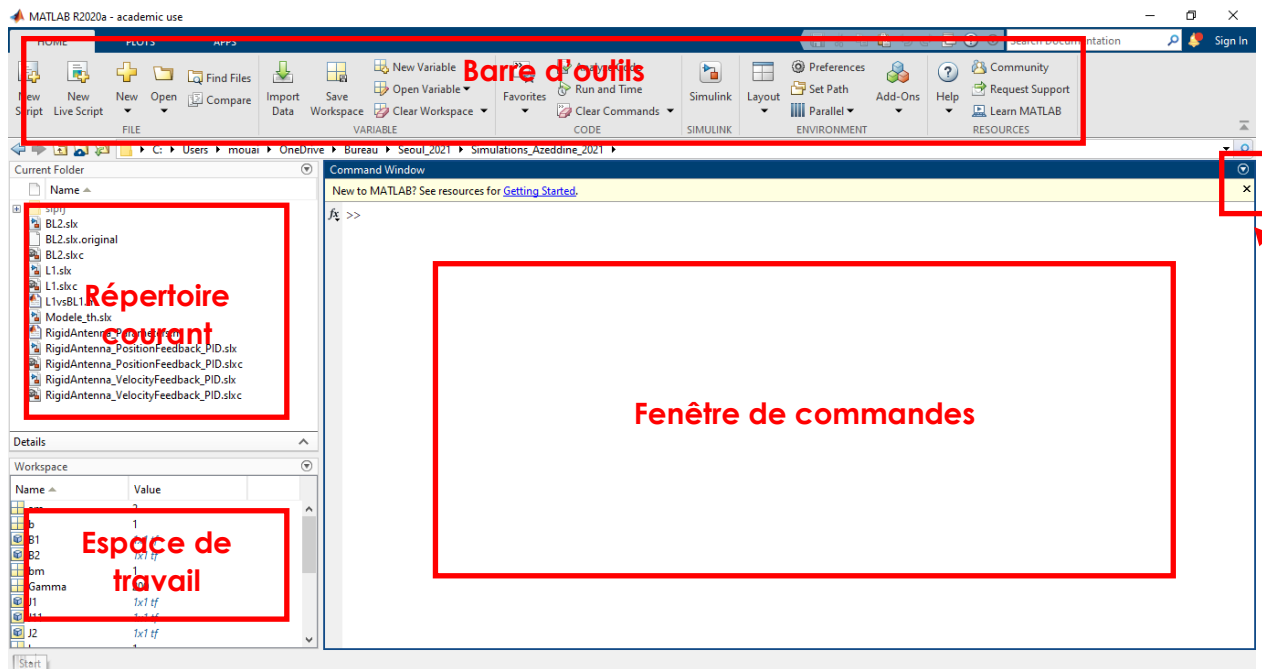 MATLAB R2020a - academic use
HOME PLOTS APPS
Search Documentation Sign In
New Script
New Live Script
New
Open
Find Files
Compare
Import Data
Save Workspace
New Variable
Open Variable
Clear Workspace
Favorites
Analyze Code
Run and Time
Clear Commands
Simulink
Layout
Preferences
Set Path
Parallel
Add-Ons
Help
Community
Request Support
Learn MATLAB
Barre d'outils
FILE VARIABLE CODE SIMULINK ENVIRONMENT RESOURCES
C: Users mouai OneDrive Bureau Seoul_2021 Simulations_Azeddine_2021
Current Folder
Name
slprj
BL2.slx
BL2.slx.original
BL2.slxc
L1.slx
L1.slxc
Modele_th.slx
RigidAntenna_PositionFeedback_PID.slx
RigidAntenna_PositionFeedback_PID.slxc
RigidAntenna_VelocityFeedback_PID.slx
RigidAntenna_VelocityFeedback_PID.slxc
Répertoire
courant
Details
Workspace
Name Value
b 1
B1
B2 1x1 tf
bm 1
Gamma
J1 1x1 tf
J11 1x1 tf
J2 1x1 tf
Espace de
travail
Command Window
New to MATLAB? See resources for Getting Started.
fx >>
Fenêtre de commandes
Start